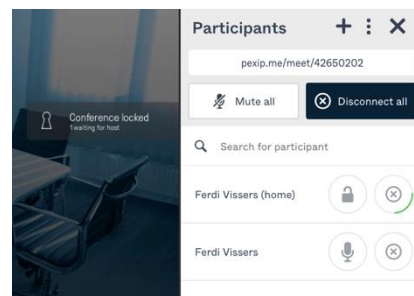 Conference locked
1 waiting for host
Participants
pexip.me/meet/42650202
Mute all
Disconnect all
Search for participant
Ferdi Vissers (home)
Ferdi Vissers